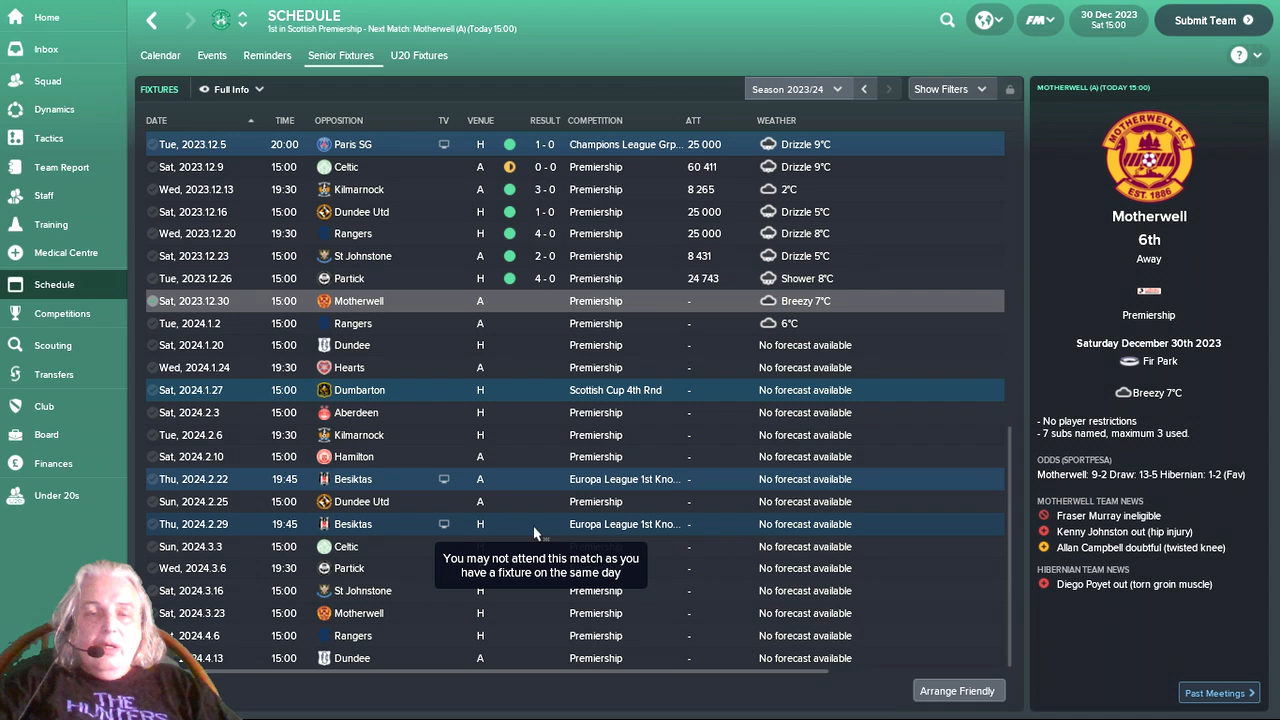 Home
Inbox
Squad
Dynamics
Tactics
Team Report
Staff
Training
Medical Centre
Schedule
Competitions
Scouting
Transfers
Club
Board
Finances
Under 20s
SCHEDULE
1st in Scottish Premiership - Next Match: Motherwell (A) (Today 15:00)
FM
30 Dec 2023
Sat 15:00
Submit Team
Calendar Events Reminders Senior Fixtures U20 Fixtures
?
FIXTURES Full Info Season 2023/24 Show Filters
DATE TIME OPPOSITION TV VENUE RESULT COMPETITION ATT WEATHER
Tue, 2023.12.5 20:00 Paris SG H 1 - 0 Champions League Grp... 25 000 Drizzle 9°C
Sat, 2023.12.9 15:00 Celtic A 0 - 0 Premiership 60 411 Drizzle 9°C
Wed, 2023.12.13 19:30 Kilmarnock A 3 - 0 Premiership 8 265 2°C
Sat, 2023.12.16 15:00 Dundee Utd H 1 - 0 Premiership 25 000 Drizzle 5°C
Wed, 2023.12.20 19:30 Rangers H 4 - 0 Premiership 25 000 Drizzle 8°C
Sat, 2023.12.23 15:00 St Johnstone A 2 - 0 Premiership 8 431 Drizzle 5°C
Tue, 2023.12.26 15:00 Partick H 4 - 0 Premiership 24 743 Shower 8°C
Sat, 2023.12.30 15:00 Motherwell A Premiership - Breezy 7°C
Tue, 2024.1.2 15:00 Rangers A Premiership - 6°C
Sat, 2024.1.20 15:00 Dundee H Premiership - No forecast available
Wed, 2024.1.24 19:30 Hearts A Premiership - No forecast available
Sat, 2024.1.27 15:00 Dumbarton H Scottish Cup 4th Rnd - No forecast available
Sat, 2024.2.3 15:00 Aberdeen H Premiership - No forecast available
Tue, 2024.2.6 19:30 Kilmarnock H Premiership - No forecast available
Sat, 2024.2.10 15:00 Hamilton A Premiership - No forecast available
Thu, 2024.2.22 19:45 Besiktas A Europa League 1st Kno... - No forecast available
Sun, 2024.2.25 15:00 Dundee Utd A Premiership - No forecast available
Thu, 2024.2.29 19:45 Besiktas H Europa League 1st Kno... - No forecast available
Sun, 2024.3.3 15:00 Celtic - No forecast available
Wed, 2024.3.6 19:30 Partick - No forecast available
Sat, 2024.3.16 15:00 St Johnstone H Premiership - No forecast available
Sat, 2024.3.23 15:00 Motherwell H Premiership - No forecast available
2024.4.6 15:00 Rangers H Premiership - No forecast available
2024.4.13 15:00 Dundee A Premiership - No forecast available
You may not attend this match as you
have a fixture on the same day
Arrange Friendly
MOTHERWELL (A) (TODAY 15:00)
MOTHERWELL F.C.
EST. 1886
Motherwell
6th
Away
Premiership
Saturday December 30th 2023
Fir Park
Breezy 7°C
- No player restrictions
- 7 subs named, maximum 3 used.
ODDS (SPORTPESA)
Motherwell: 9-2 Draw: 13-5 Hibernian: 1-2 (Fav)
MOTHERWELL TEAM NEWS
Fraser Murray ineligible
Kenny Johnston out (hip injury)
Allan Campbell doubtful (twisted knee)
HIBERNIAN TEAM NEWS
Diego Poyet out (torn groin muscle)
Past Meetings
THE
HUNTERS